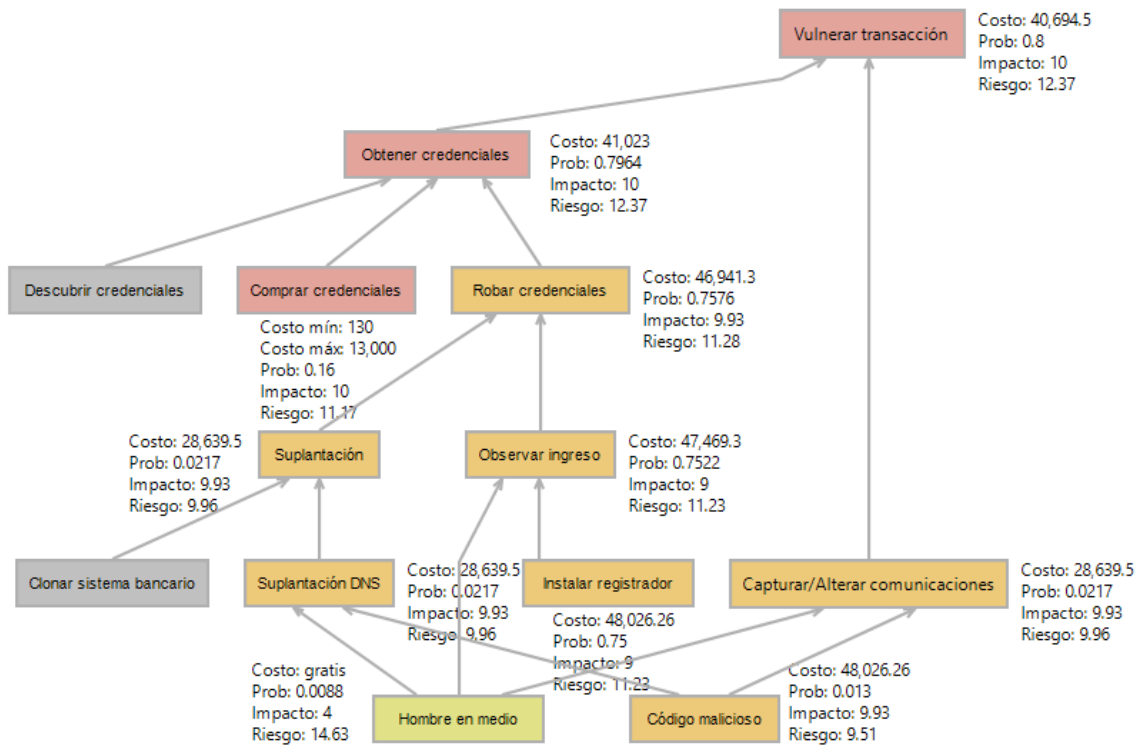 Vulnerar transacción
Costo: 40,694.5
Prob: 0.8
Impacto: 10
Riesgo: 12.37
Obtener credenciales
Costo: 41,023
Prob: 0.7964
Impacto: 10
Riesgo: 12.37
Descubrir credenciales
Comprar credenciales
Costo mín: 130
Costo máx: 13,000
Prob: 0.16
Impacto: 10
Riesgo: 11.17
Robar credenciales
Costo: 46,941.3
Prob: 0.7576
Impacto: 9.93
Riesgo: 11.28
Costo: 28,639.5
Prob: 0.0217
Impacto: 9.93
Riesgo: 9.96
Suplantación
Observar ingreso
Costo: 47,469.3
Prob: 0.7522
Impacto: 9
Riesgo: 11.23
Clonar sistema bancario
Suplantación DNS
Costo: 28,639.5
Prob: 0.0217
Impacto: 9.93
Riesgo: 9.96
Instalar registrador
Costo: 48,026.26
Prob: 0.75
Impacto: 9
Riesgo: 11.23
Capturar/Alterar comunicaciones
Costo: 28,639.5
Prob: 0.0217
Impacto: 9.93
Riesgo: 9.96
Costo: gratis
Prob: 0.0088
Impacto: 4
Riesgo: 14.63
Hombre en medio
Código malicioso
Costo: 48,026.26
Prob: 0.013
Impacto: 9.93
Riesgo: 9.51